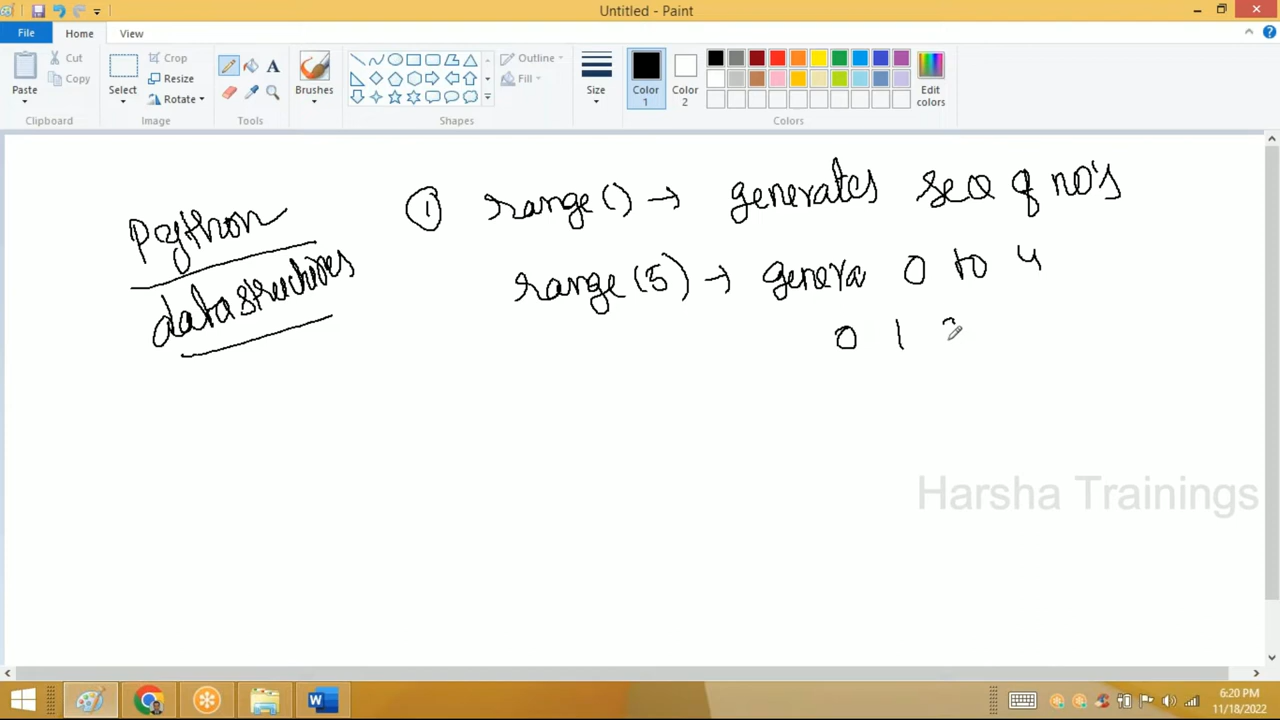 Untitled - Paint
File
Home
View
Paste
Cut
Copy
Clipboard
Select
Crop
Resize
Rotate
Image
Tools
Brushes
Shapes
Outline
Fill
Size
Color 1
Color 2
Colors
Edit colors
Python
datastructures
① range() → generates seq of no's
range(5) → genera 0 to 4
0 1 2
Harsha Trainings
6:20 PM
11/18/2022